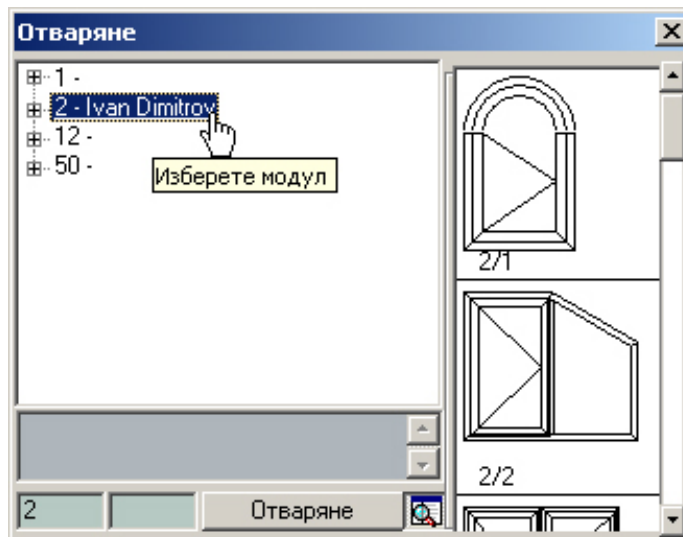 Отваряне
1 -
2 - Ivan Dimitrov
12 -
50 -
Изберете модул
2/1
2/2
2
Отваряне